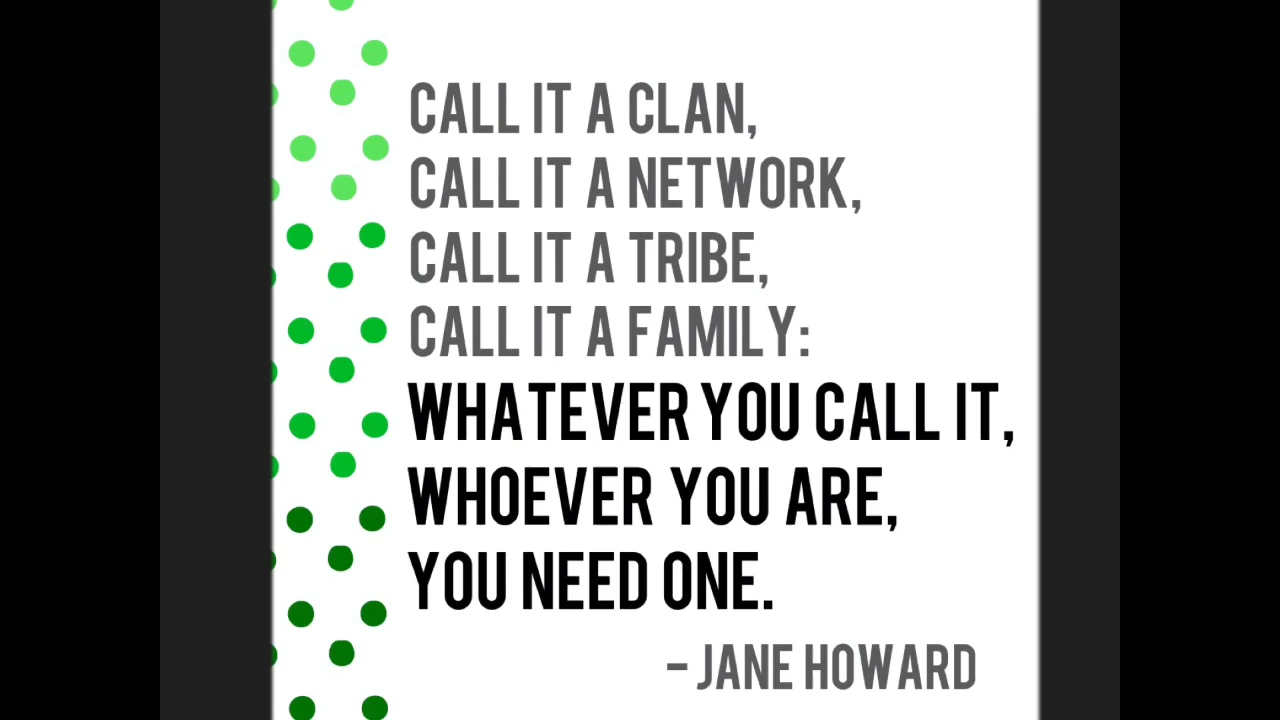 CALL IT A CLAN,
CALL IT A NETWORK,
CALL IT A TRIBE,
CALL IT A FAMILY:
WHATEVER YOU CALL IT,
WHOEVER YOU ARE,
YOU NEED ONE.
– JANE HOWARD